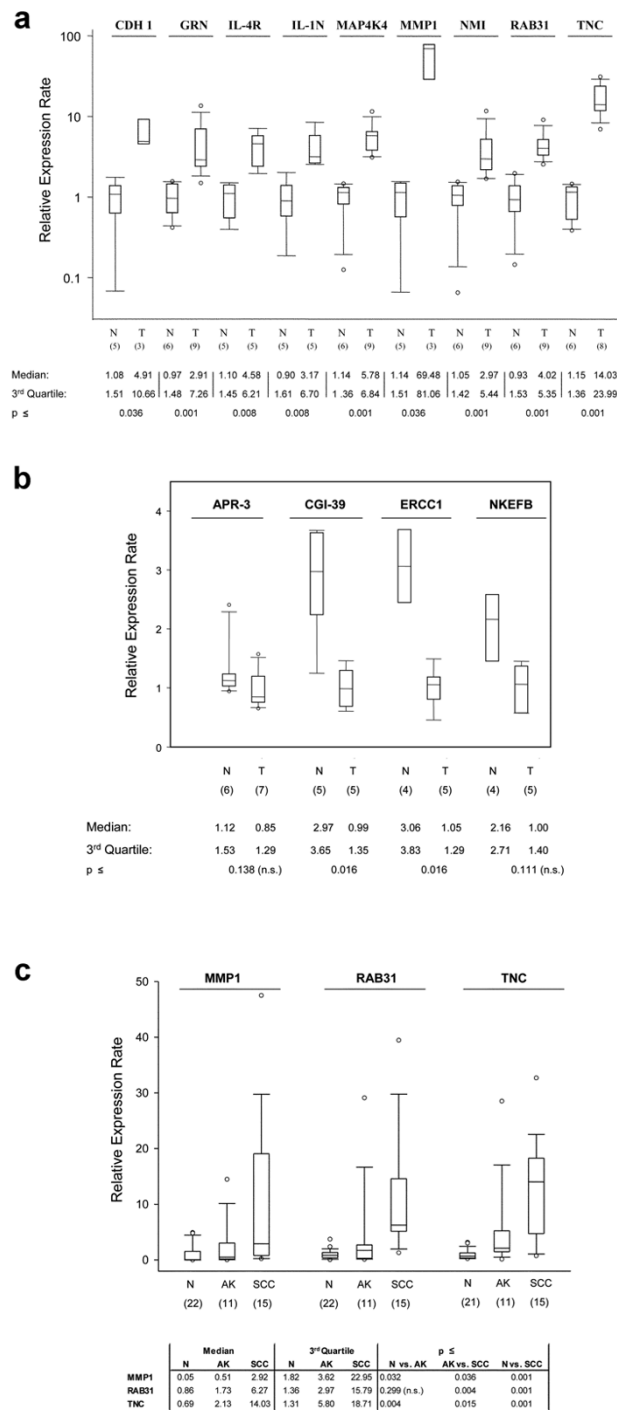 a
CDH 1 GRN IL-4R IL-1N MAP4K4 MMP1 NMI RAB31 TNC
100
10
1
0.1
Relative Expression Rate
N T N T N T N T N T N T N T N T N T
(5) (3) (6) (9) (5) (5) (5) (5) (6) (9) (5) (3) (6) (9) (6) (9) (6) (8)
Median: 1.08 4.91 0.97 2.91 1.10 4.58 0.90 3.17 1.14 5.78 1.14 69.48 1.05 2.97 0.93 4.02 1.15 14.03
3rd Quartile: 1.51 10.66 1.48 7.26 1.45 6.21 1.61 6.70 1 .36 6.84 1.51 81.06 1.42 5.44 1.53 5.35 1.36 23.99
p ≤ 0.036 0.001 0.008 0.008 0.001 0.036 0.001 0.001 0.001
b
APR-3 CGI-39 ERCC1 NKEFB
4
3
2
1
0
Relative Expression Rate
N T N T N T N T
(6) (7) (5) (5) (4) (5) (4) (5)
Median: 1.12 0.85 2.97 0.99 3.06 1.05 2.16 1.00
3rd Quartile: 1.53 1.29 3.65 1.35 3.83 1.29 2.71 1.40
p ≤ 0.138 (n.s.) 0.016 0.016 0.111 (n.s.)
c
MMP1 RAB31 TNC
50
40
30
20
10
0
Relative Expression Rate
N AK SCC N AK SCC N AK SCC
(22) (11) (15) (22) (11) (15) (21) (11) (15)
Median 3rd Quartile p ≤
N AK SCC N AK SCC N vs. AK AK vs. SCC N vs. SCC
MMP1 0.05 0.51 2.92 1.82 3.62 22.95 0.032 0.036 0.001
RAB31 0.86 1.73 6.27 1.36 2.97 15.79 0.299 (n.s.) 0.004 0.001
TNC 0.69 2.13 14.03 1.31 5.80 18.71 0.004 0.015 0.001